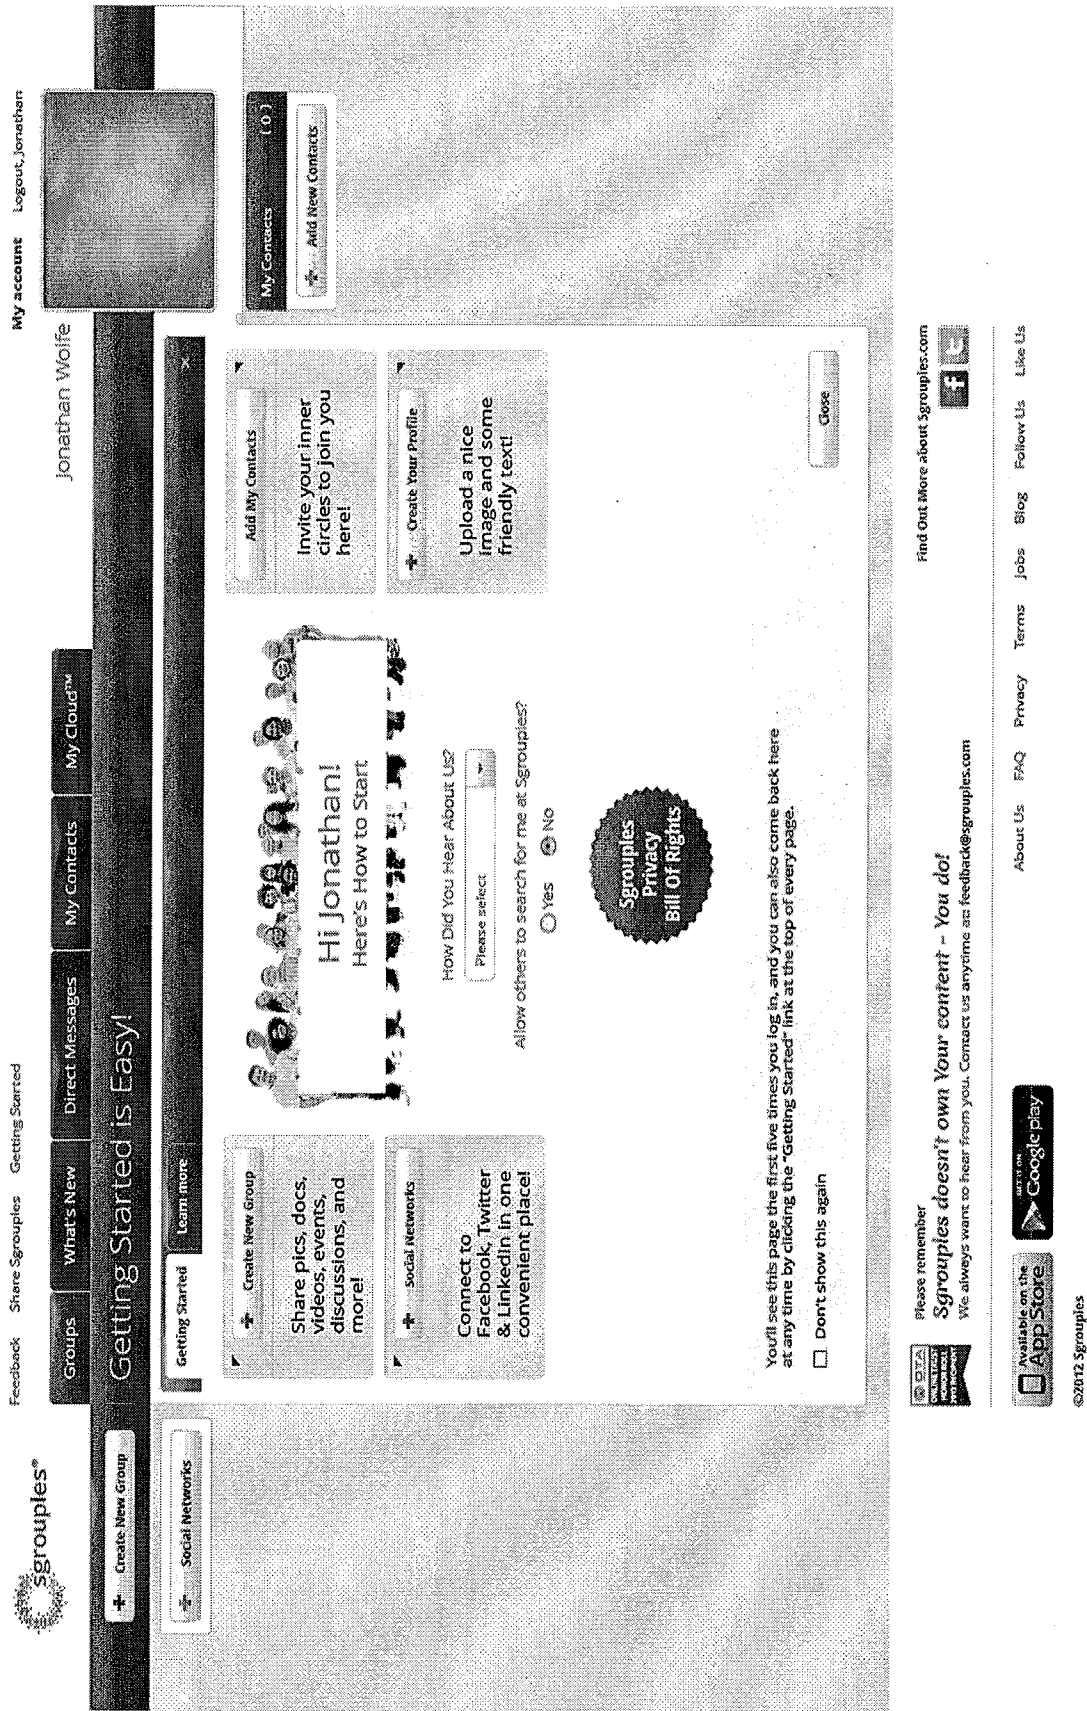 Feedback Share Sgrouples Getting Started
My account Logout, Jonathan
sgrouples®
Groups What's New Direct Messages My Contacts My Cloud™
Jonathan Wolfe
Create New Group
Getting Started is Easy!
Social Networks
Getting Started Learn more X
Create New Group
Share pics, docs,
videos, events,
discussions, and
more!
Social Networks
Connect to
Facebook, Twitter
& LinkedIn in one
convenient place!
Hi Jonathan!
Here's How to Start
How Did You Hear About Us?
Please select
Allow others to search for me at Sgrouples?
Yes No
Sgrouples
Privacy
Bill Of Rights
Add My Contacts
Invite your inner
circles to join you
here!
Create Your Profile
Upload a nice
image and some
friendly text!
My Contacts ( 0 )
Add New Contacts
You'll see this page the first five times you log in, and you can also come back here
at any time by clicking the "Getting Started" link at the top of every page.
Don't show this again
Close
OTA
Please remember
Sgrouples doesn't own Your content - You do!
We always want to hear from you. Contact us anytime at feedback@sgrouples.com
Find Out More about Sgrouples.com
f t
Available on the
App Store
GET IT ON
Google play
About Us FAQ Privacy Terms Jobs Blog Follow Us Like Us
©2012 Sgrouples